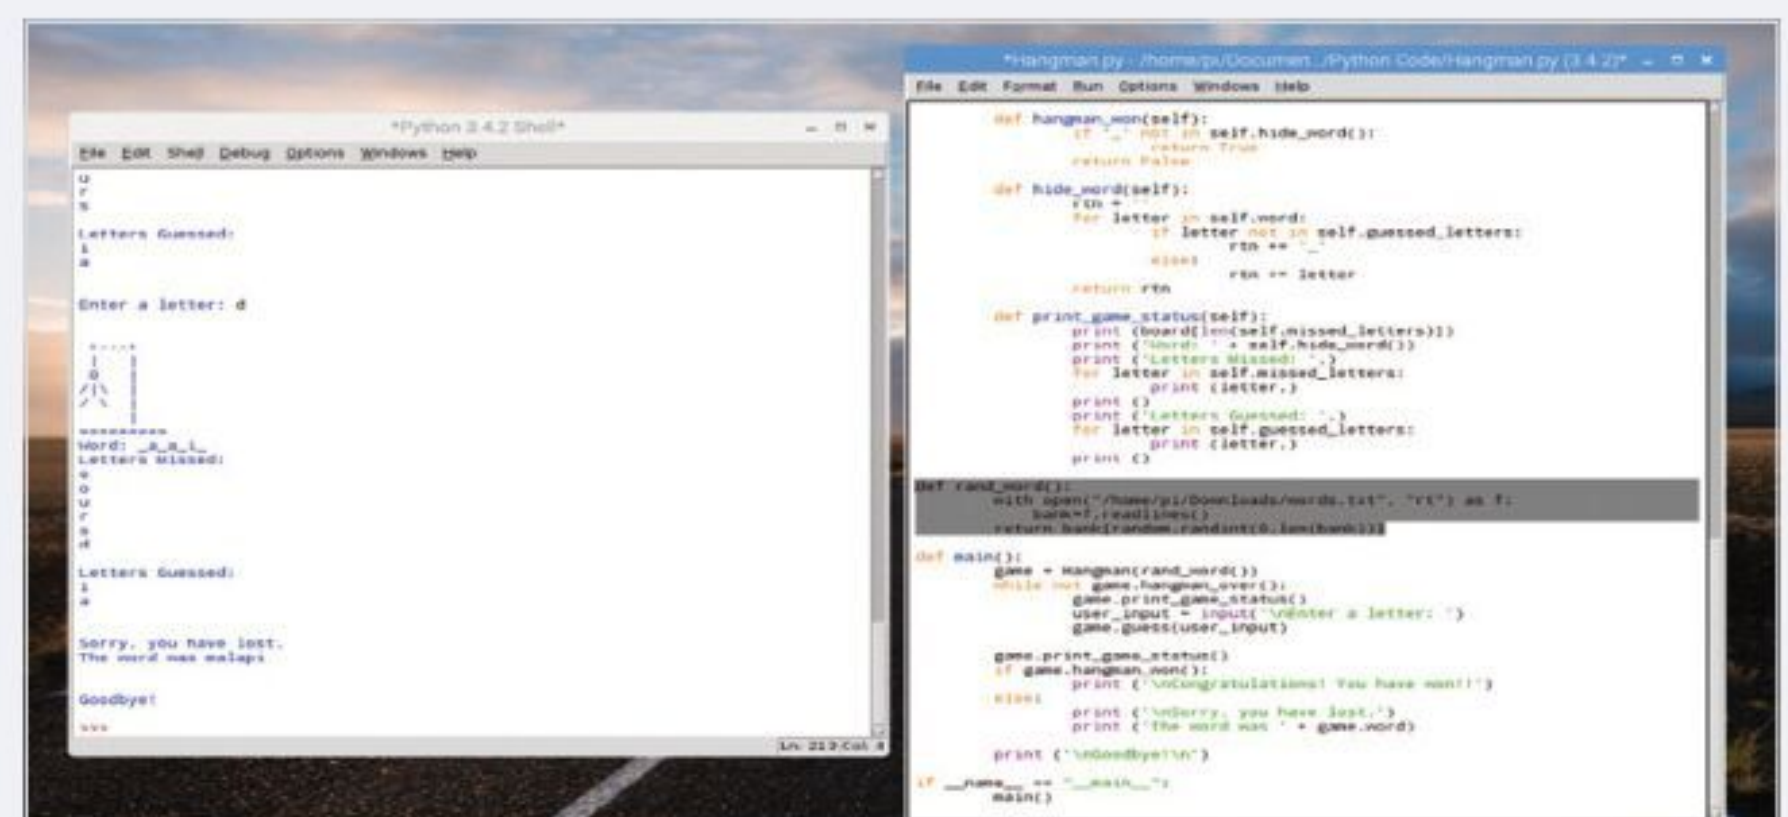 *Python 3.4.2 Shell*
File Edit Shell Debug Options Windows Help
u
r
s
Letters Guessed:
i
a
Enter a letter: d
+----+
|    |
0    |
/|\  |
/ \  |
|
=========
Word: _a_a_i_
Letters Missed:
e
o
u
r
s
d
Letters Guessed:
i
a
Sorry, you have lost.
The word was malapi
Goodbye!
>>>
Ln: 213 Col: 4
*Hangman.py - /home/pi/Documen.../Python Code/Hangman.py (3.4.2)*
File Edit Format Run Options Windows Help
def hangman_won(self):
if '_' not in self.hide_word():
return True
return False
def hide_word(self):
rtn = ''
for letter in self.word:
if letter not in self.guessed_letters:
rtn += '_'
else:
rtn += letter
return rtn
def print_game_status(self):
print (board[len(self.missed_letters)])
print ('Word: ' + self.hide_word())
print ('Letters Missed: ',)
for letter in self.missed_letters:
print (letter,)
print ()
print ('Letters Guessed: ',)
for letter in self.guessed_letters:
print (letter,)
print ()
def rand_word():
with open("/home/pi/Downloads/words.txt", "rt") as f:
bank=f.readlines()
return bank[random.randint(0,len(bank))]
def main():
game = Hangman(rand_word())
while not game.hangman_over():
game.print_game_status()
user_input = input('\nEnter a letter: ')
game.guess(user_input)
game.print_game_status()
if game.hangman_won():
print ('\nCongratulations! You have won!!')
else:
print ('\nSorry, you have lost.')
print ('The word was ' + game.word)
print ('\nGoodbye!\n')
if __name__ == "__main__":
main()